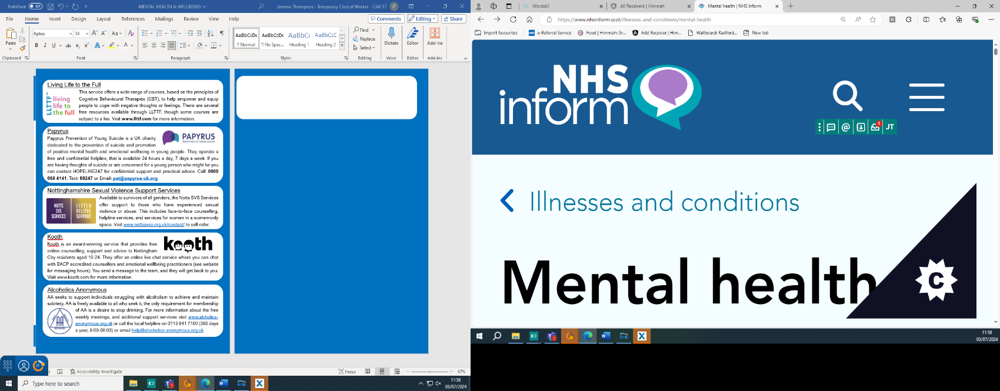 AutoSave Off
MENTAL HEALTH & WELLBEING
Jemma Thompson - Temporary Clerical Worker - C84117 JT
File Home Insert Design Layout References Mailings Review View Help
Comments Editing Share
Paste
Clipboard
Aptos 14
Font
Paragraph
AaBbCcDc AaBbCcDc AaBbCc AaBbCcD
¶ Normal ¶ No Spac... Heading 1 Heading 2
Styles
Find
Replace
Select
Editing
Dictate
Voice
Editor
Editor
Add-ins
Add-ins
Living Life to the Full
LLTTF living life to the full
This service offers a wide range of courses, based on the principles of
Cognitive Behavioural Therapies (CBT), to help empower and equip
people to cope with negative thoughts or feelings. There are several
free resources available through LLTTF, though some courses are
subject to a fee. Visit www.llttf.com for more information.
Papyrus
PAPYRUS
PREVENTION OF YOUNG SUICIDE
Papyrus Prevention of Young Suicide is a UK charity
dedicated to the prevention of suicide and promotion
of positive mental health and emotional wellbeing in young people. They operate a
free and confidential helpline, that is available 24 hours a day, 7 days a week. If you
are having thoughts of suicide or are concerned for a young person who might be you
can contact HOPELINE247 for confidential support and practical advice. Call: 0800
068 4141, Text: 88247 or Email: pat@papyrus-uk.org
Nottinghamshire Sexual Violence Support Services
NOTTS SVS SERVICES
LISTEN BELIEVE SUPPORT
Available to survivors of all genders, the Notts SVS Services
offer support to those who have experienced sexual
violence or abuse. This includes face-to-face counselling,
helpline services, and services for women in a women-only
space. Visit www.nottssvss.org.uk/contact/ to self-refer.
Kooth
kooth
Kooth is an award-winning service that provides free
online counselling, support and advice to Nottingham
City residents aged 10-24. They offer an online live chat service where you can chat
with BACP accredited counsellors and emotional wellbeing practitioners (see website
for messaging hours). You send a message to the team, and they will get back to you.
Visit www.kooth.com for more information.
Alcoholics Anonymous
AA seeks to support individuals struggling with alcoholism to achieve and maintain
sobriety. AA is freely available to all who seek it, the only requirement for membership
of AA is a desire to stop drinking. For more information about the free
weekly meetings, and additional support services visit www.alcholics-
anonymous.org.uk or call the local helpline on 0115 941 7100 (365 days
a year, 8:00-00:00) or email help@alcoholics-anonymous.org.uk
AA
Accessibility: Investigate
Focus
67%
Type here to search
11:58
03/07/2024
Wordskii
All Receivers | Himmah
Mental health | NHS inform
https://www.nhsinform.scot/illnesses-and-conditions/mental-health
Import favourites
e-Referral Service
Food | Himmah: Gr...
Add Receiver | Him...
Wallboard: Radford...
New tab
NHS
inform
1
JT
Illnesses and conditions
Mental health
C
11:58
03/07/2024